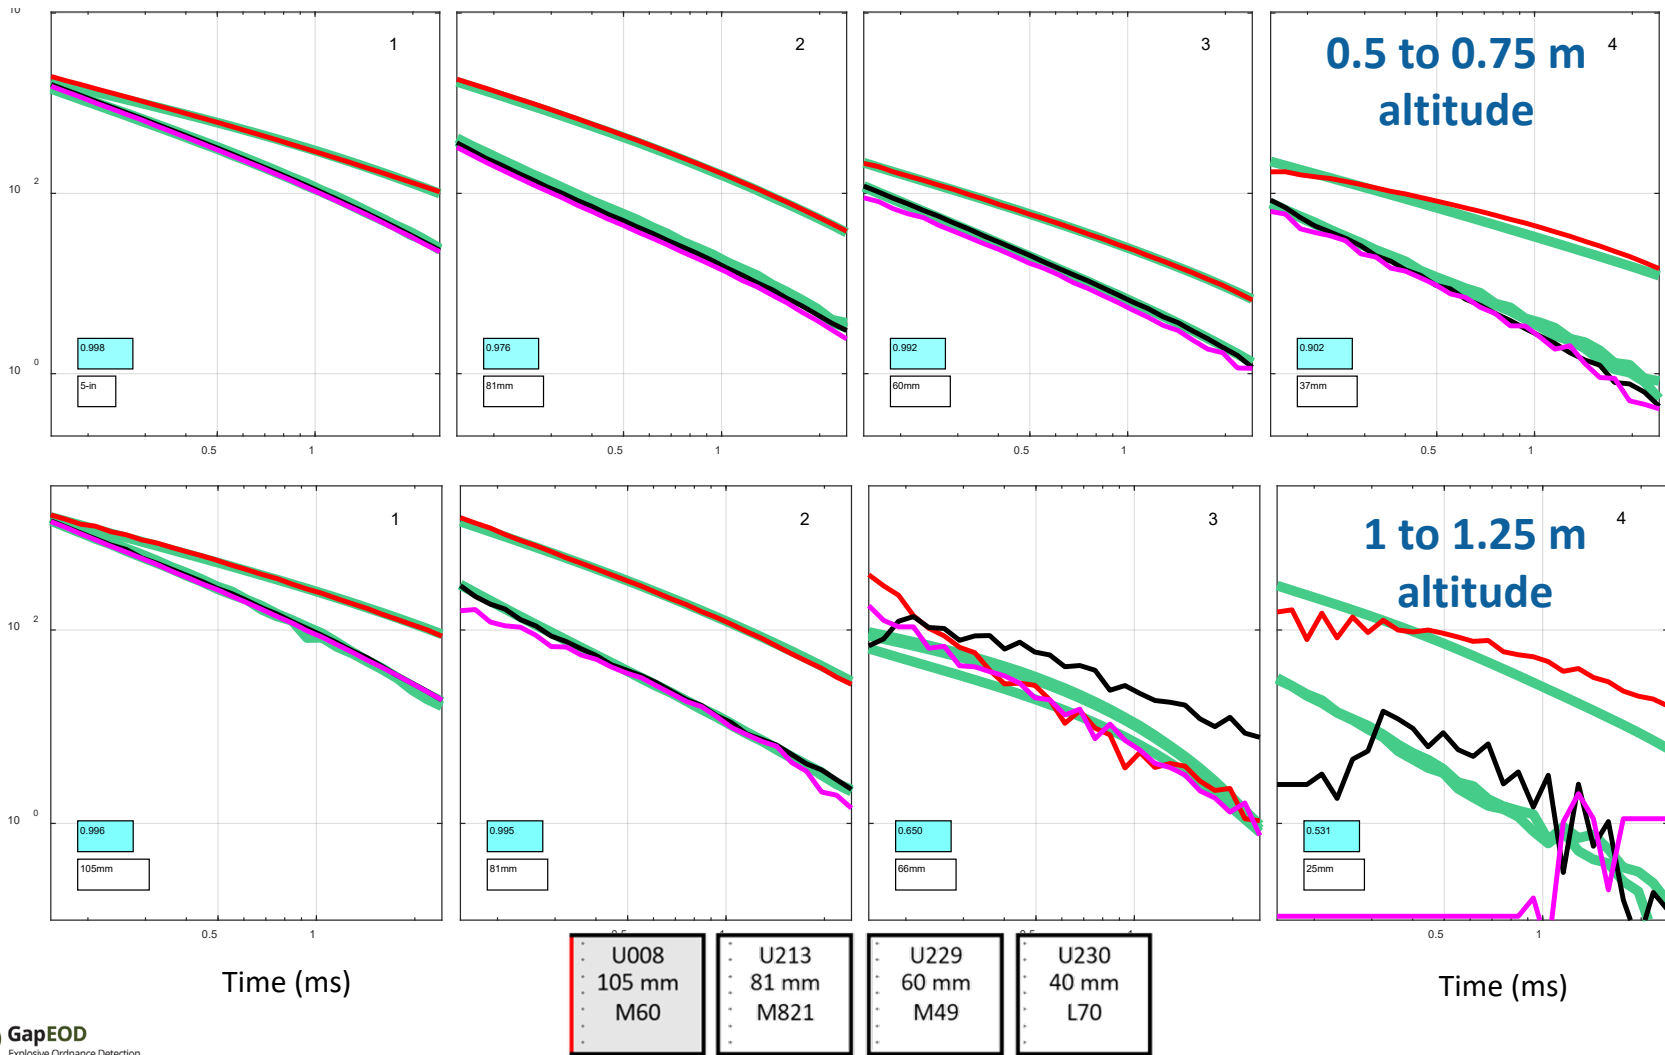 10
1
2
3
0.5 to 0.75 m
4
altitude
10 2
0.998
0.976
0.992
0.902
10 0
5-in
81mm
60mm
37mm
0.5 1
0.5 1
0.5 1
0.5 1
1
2
3
1 to 1.25 m
4
altitude
10 2
10 0
0.996
0.995
0.650
0.531
105mm
81mm
66mm
25mm
0.5 1
0.5 1
Time (ms)
U008
105 mm
M60
U213
81 mm
M821
U229
60 mm
M49
U230
40 mm
L70
Time (ms)
GapEOD
Explosive Ordnance Detection